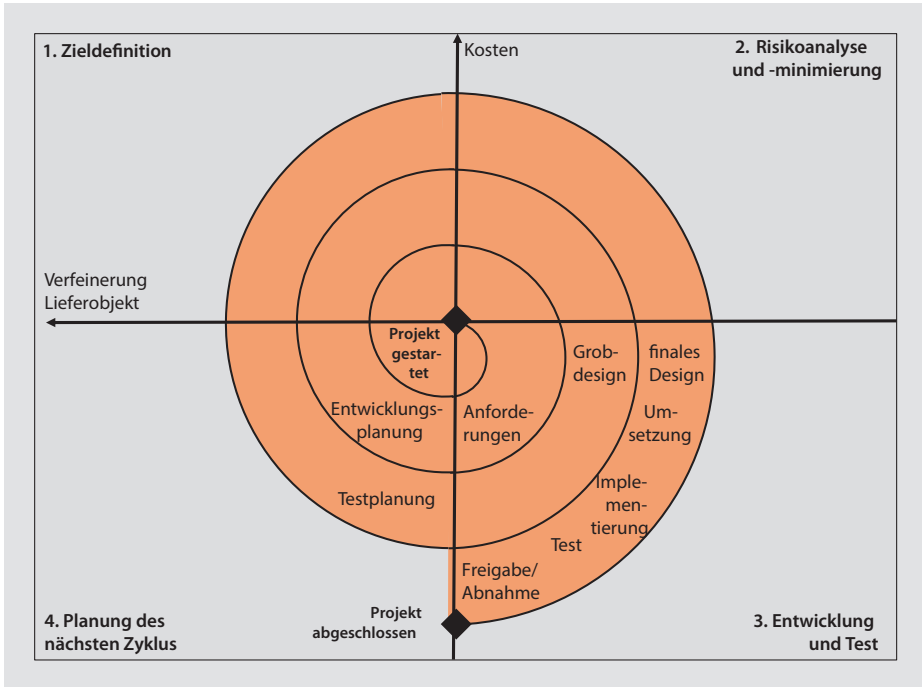 1. Zieldefinition
Kosten
2. Risikoanalyse
und -minimierung
Verfeinerung
Lieferobjekt
Projekt
gestar-
tet
Grob-
design
finales
Design
Entwicklungs-
planung
Anforde-
rungen
Um-
setzung
Testplanung
Imple-
men-
tierung
Test
Freigabe/
Abnahme
Projekt
abgeschlossen
4. Planung des
nächsten Zyklus
3. Entwicklung
und Test